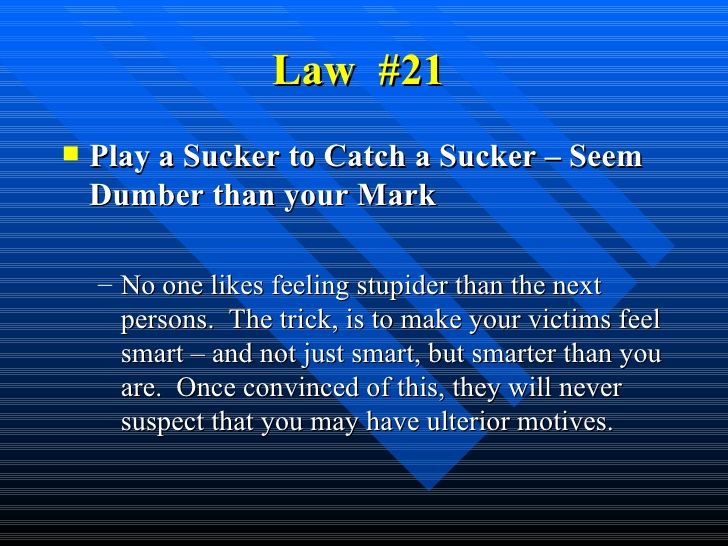 Law #21
Play a Sucker to Catch a Sucker – Seem
Dumber than your Mark
– No one likes feeling stupider than the next
persons. The trick, is to make your victims feel
smart – and not just smart, but smarter than you
are. Once convinced of this, they will never
suspect that you may have ulterior motives.